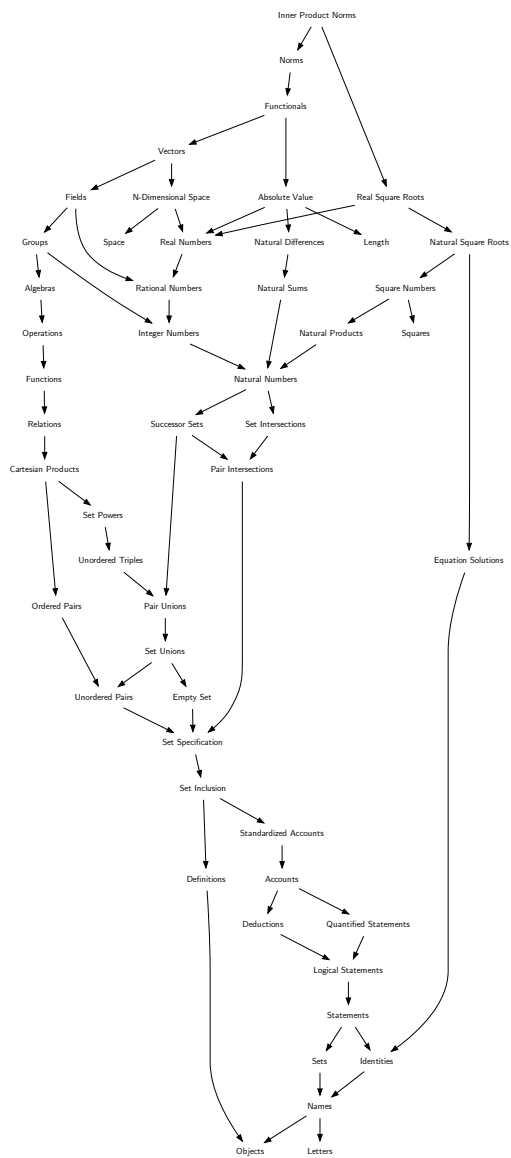 Inner Product Norms
Norms
Functionals
Vectors
Fields
N-Dimensional Space
Absolute Value
Real Square Roots
Groups
Space
Real Numbers
Natural Differences
Length
Natural Square Roots
Algebras
Rational Numbers
Natural Sums
Square Numbers
Operations
Integer Numbers
Natural Products
Squares
Functions
Natural Numbers
Relations
Successor Sets
Set Intersections
Cartesian Products
Pair Intersections
Set Powers
Unordered Triples
Equation Solutions
Ordered Pairs
Pair Unions
Set Unions
Unordered Pairs
Empty Set
Set Specification
Set Inclusion
Standardized Accounts
Definitions
Accounts
Deductions
Quantified Statements
Logical Statements
Statements
Sets
Identities
Names
Objects
Letters